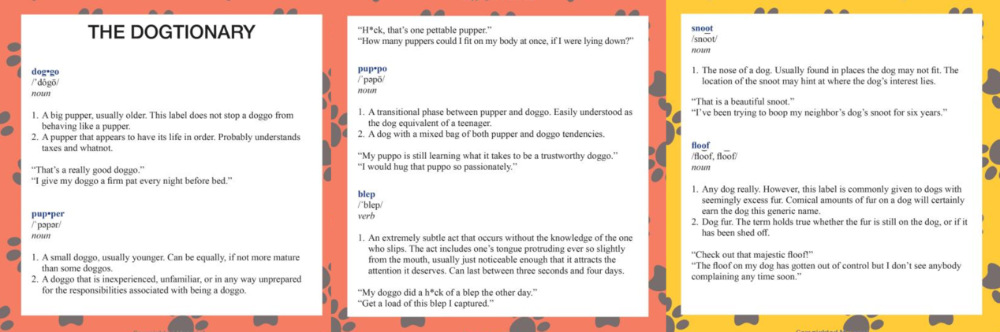 THE DOGTIONARY
dog•go
/ˈdôgō/
noun
1. A big pupper, usually older. This label does not stop a doggo from
behaving like a pupper.
2. A pupper that appears to have its life in order. Probably understands
taxes and whatnot.
“That’s a really good doggo.”
“I give my doggo a firm pat every night before bed.”
pup•per
/ˈpəpər/
noun
1. A small doggo, usually younger. Can be equally, if not more mature
than some doggos.
2. A doggo that is inexperienced, unfamiliar, or in any way unprepared
for the responsibilities associated with being a doggo.
“H*ck, that’s one pettable pupper.”
“How many puppers could I fit on my body at once, if I were lying down?”
pup•po
/ˈpəpō/
noun
1. A transitional phase between pupper and doggo. Easily understood as
the dog equivalent of a teenager.
2. A dog with a mixed bag of both pupper and doggo tendencies.
“My puppo is still learning what it takes to be a trustworthy doggo.”
“I would hug that puppo so passionately.”
blep
/ˈblep/
verb
1. An extremely subtle act that occurs without the knowledge of the one
who slips. The act includes one’s tongue protruding ever so slightly
from the mouth, usually just noticeable enough that it attracts the
attention it deserves. Can last between three seconds and four days.
“My doggo did a h*ck of a blep the other day.”
“Get a load of this blep I captured.”
snoot
/sno͞ot/
noun
1. The nose of a dog. Usually found in places the dog may not fit. The
location of the snoot may hint at where the dog’s interest lies.
“That is a beautiful snoot.”
“I’ve been trying to boop my neighbor’s dog’s snoot for six years.”
floof
/flo͝of, flo͞of/
noun
1. Any dog really. However, this label is commonly given to dogs with
seemingly excess fur. Comical amounts of fur on a dog will certainly
earn the dog this generic name.
2. Dog fur. The term holds true whether the fur is still on the dog, or if it
has been shed off.
“Check out that majestic floof!”
“The floof on my dog has gotten out of control but I don’t see anybody
complaining any time soon.”